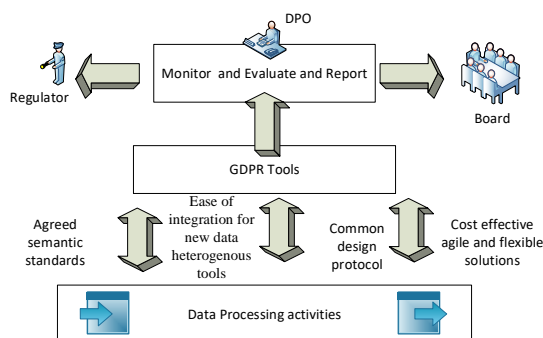 DPO
Monitor and Evaluate and Report
Regulator
Board
GDPR Tools
Agreed
semantic
standards
Ease of
integration for
new data
heterogenous
tools
Common
design
protocol
Cost effective
agile and flexible
solutions
Data Processing activities